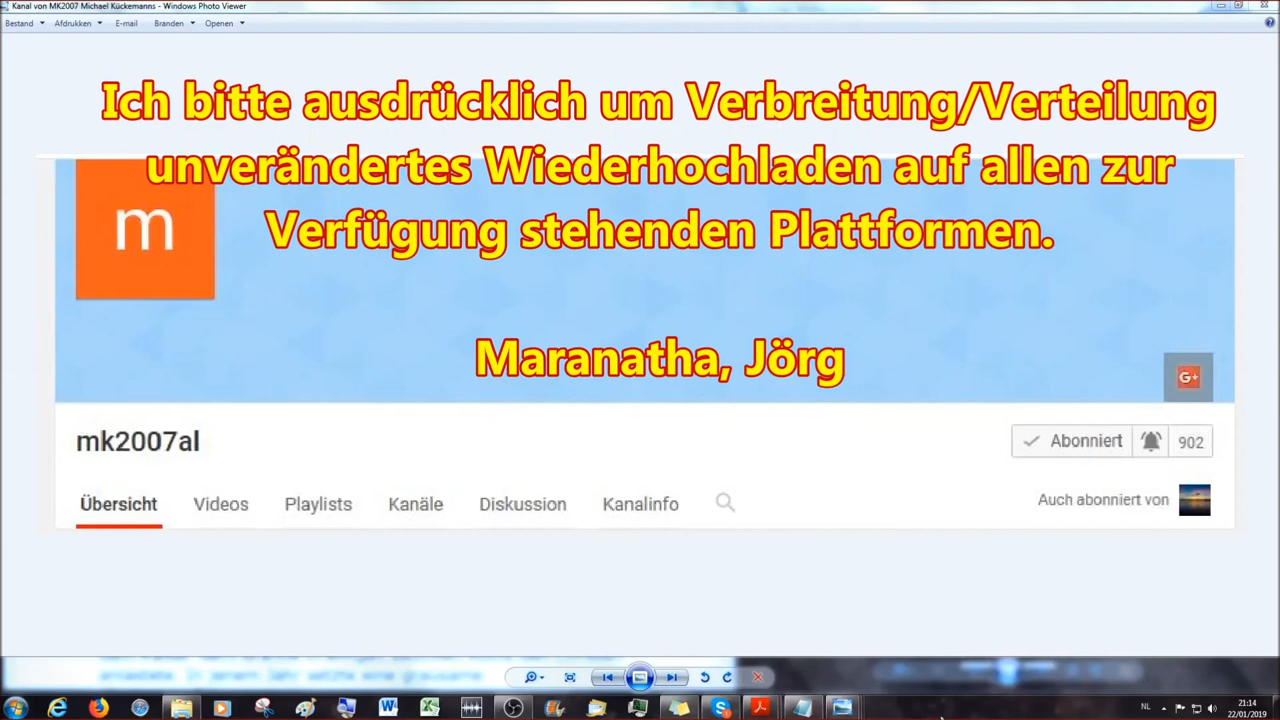 Kanal von MK2007 Michael Kückemanns - Windows Photo Viewer
Bestand Afdrukken E-mail Branden Openen
Ich bitte ausdrücklich um Verbreitung/Verteilung
unverändertes Wiederhochladen auf allen zur
Verfügung stehenden Plattformen.
m
Maranatha, Jörg
G+
mk2007al
Abonniert 902
Übersicht Videos Playlists Kanäle Diskussion Kanalinfo
Auch abonniert von
NL
21:14
22/01/2019